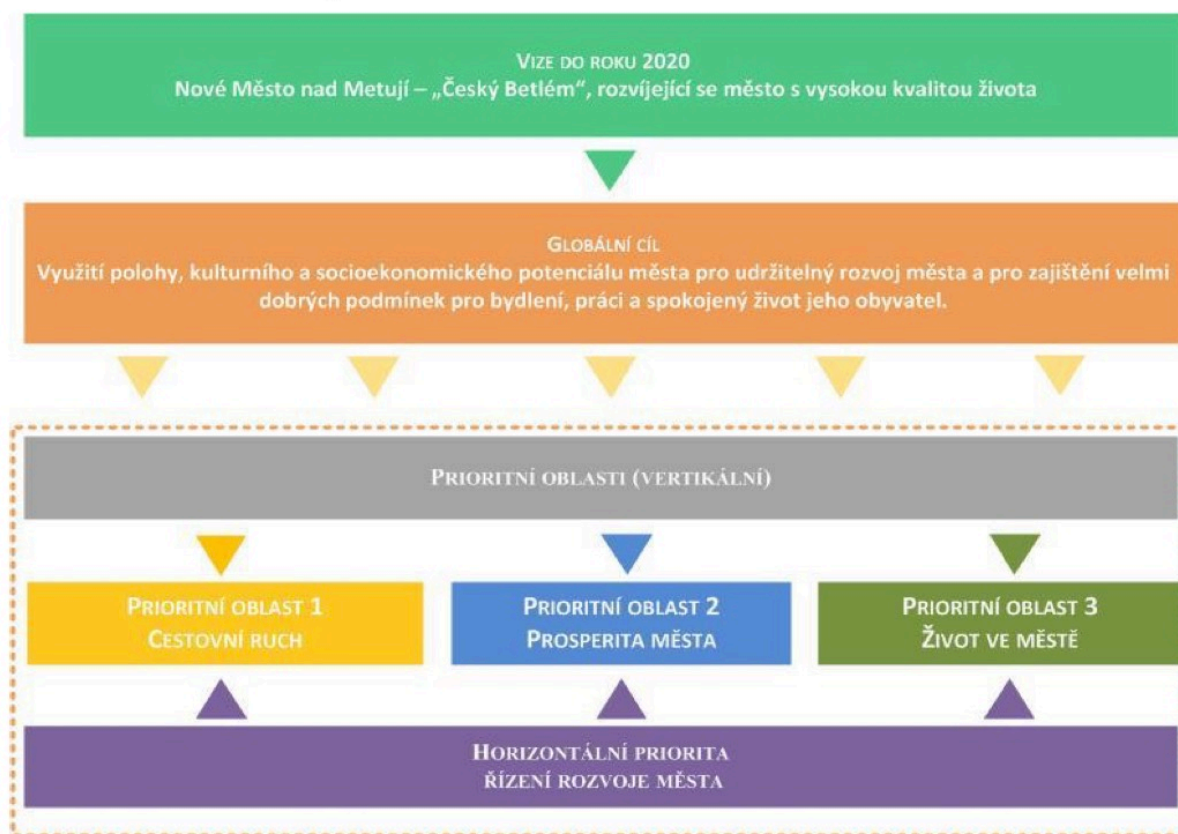 VIZE DO ROKU 2020
Nové Město nad Metují – „Český Betlém“, rozvíjející se město s vysokou kvalitou života
GLOBÁLNÍ CÍL
Využití polohy, kulturního a socioekonomického potenciálu města pro udržitelný rozvoj města a pro zajištění velmi
dobrých podmínek pro bydlení, práci a spokojený život jeho obyvatel.
PRIORITNÍ OBLASTI (VERTIKÁLNÍ)
PRIORITNÍ OBLAST 1
CESTOVNÍ RUCH
PRIORITNÍ OBLAST 2
PROSPERITA MĚSTA
PRIORITNÍ OBLAST 3
ŽIVOT VE MĚSTĚ
HORIZONTÁLNÍ PRIORITA
ŘÍZENÍ ROZVOJE MĚSTA